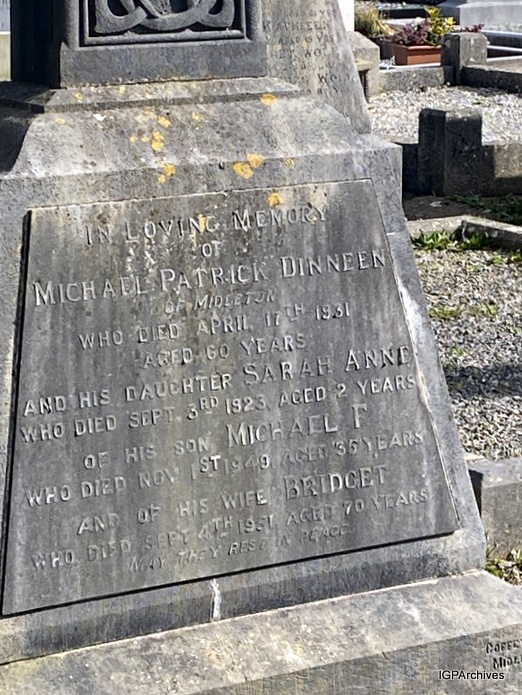 IN LOVING MEMORY
OF
MICHAEL PATRICK DINNEEN
OF MIDLETON
WHO DIED APRIL 17TH 1931
AGED 60 YEARS
AND HIS DAUGHTER SARAH ANNE
WHO DIED SEPT 3RD 1923, AGED 2 YEARS
OF HIS SON MICHAEL F
WHO DIED NOV 1ST 1949 AGED 35 YEARS
AND OF HIS WIFE BRIDGET
WHO DIED SEPT 4TH 1951 AGED 70 YEARS
MAY THEY REST IN PEACE
KATHLEEN
IGPArchives